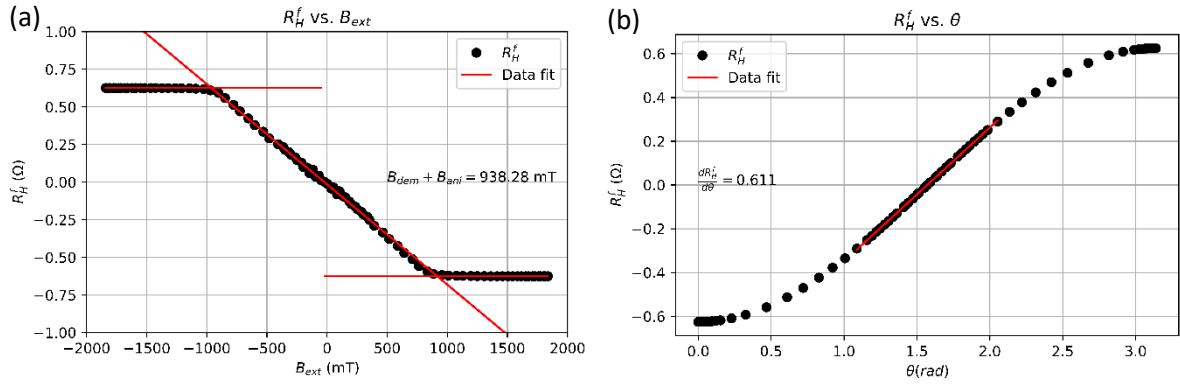 (a)
R_H^f vs. B_ext
1.00
0.75
0.50
0.25
0.00
−0.25
−0.50
−0.75
−1.00
R_H^f (Ω)
R_H^f
Data fit
B_dem + B_ani = 938.28 mT
−2000 −1500 −1000 −500 0 500 1000 1500 2000
B_ext (mT)
(b)
R_H^f vs. θ
0.6
0.4
0.2
0.0
−0.2
−0.4
−0.6
R_H^f (Ω)
R_H^f
Data fit
= 0.611
0.0 0.5 1.0 1.5 2.0 2.5 3.0
θ(rad)